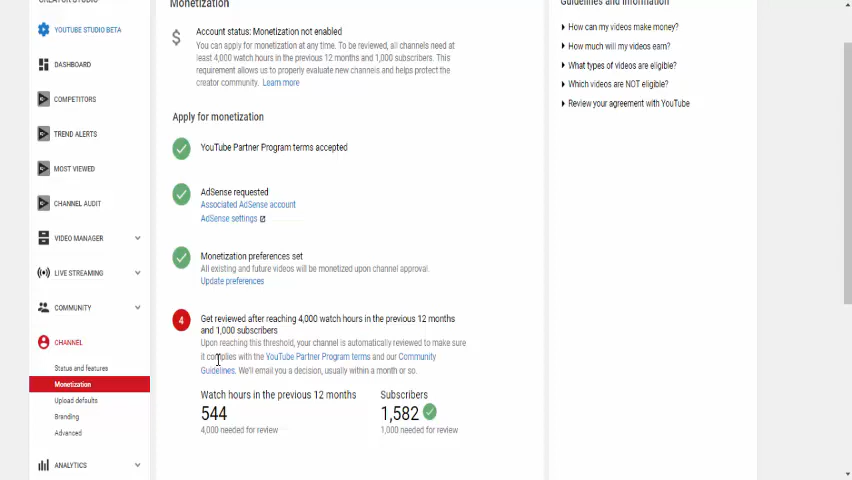 CREATOR STUDIO
YOUTUBE STUDIO BETA
DASHBOARD
COMPETITORS
TREND ALERTS
MOST VIEWED
CHANNEL AUDIT
VIDEO MANAGER
LIVE STREAMING
COMMUNITY
CHANNEL
Status and features
Monetization
Upload defaults
Branding
Advanced
ANALYTICS
Monetization
$
Account status: Monetization not enabled
You can apply for monetization at any time. To be reviewed, all channels need at
least 4,000 watch hours in the previous 12 months and 1,000 subscribers. This
requirement allows us to properly evaluate new channels and helps protect the
creator community. Learn more
Apply for monetization
YouTube Partner Program terms accepted
AdSense requested
Associated AdSense account
AdSense settings
Monetization preferences set
All existing and future videos will be monetized upon channel approval.
Update preferences
4
Get reviewed after reaching 4,000 watch hours in the previous 12 months
and 1,000 subscribers
Upon reaching this threshold, your channel is automatically reviewed to make sure
it complies with the YouTube Partner Program terms and our Community
Guidelines. We'll email you a decision, usually within a month or so.
Watch hours in the previous 12 months
544
4,000 needed for review
Subscribers
1,582
1,000 needed for review
Guidelines and information
How can my videos make money?
How much will my videos earn?
What types of videos are eligible?
Which videos are NOT eligible?
Review your agreement with YouTube